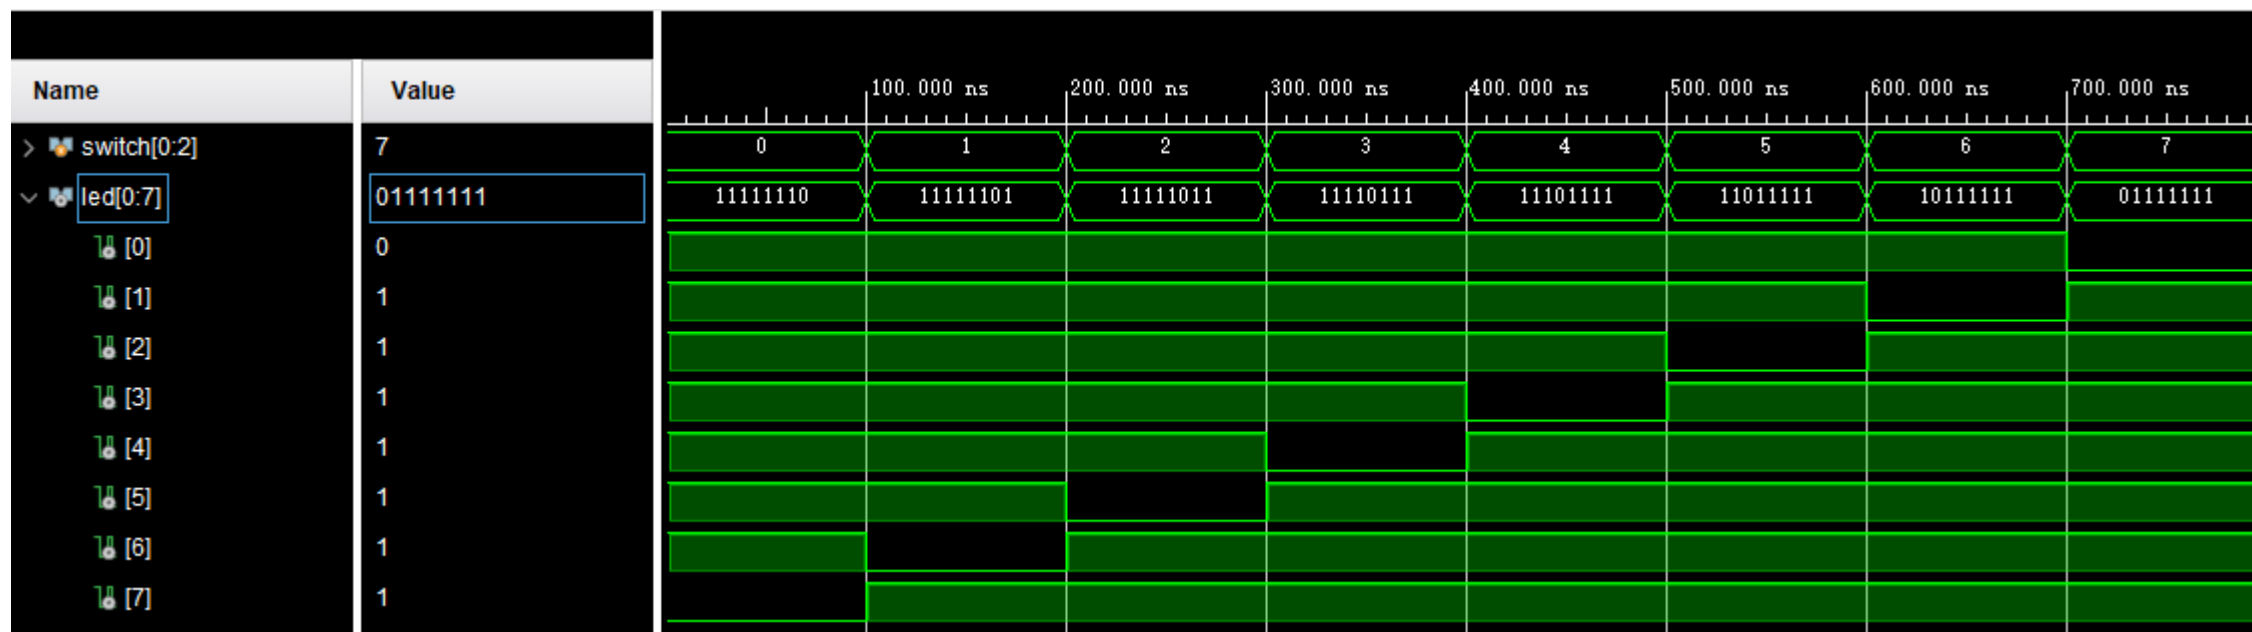 Name Value
100.000 ns 200.000 ns 300.000 ns 400.000 ns 500.000 ns 600.000 ns 700.000 ns
switch[0:2] 7 0 1 2 3 4 5 6 7
led[0:7] 01111111 11111110 11111101 11111011 11110111 11101111 11011111 10111111 01111111
[0] 0
[1] 1
[2] 1
[3] 1
[4] 1
[5] 1
[6] 1
[7] 1